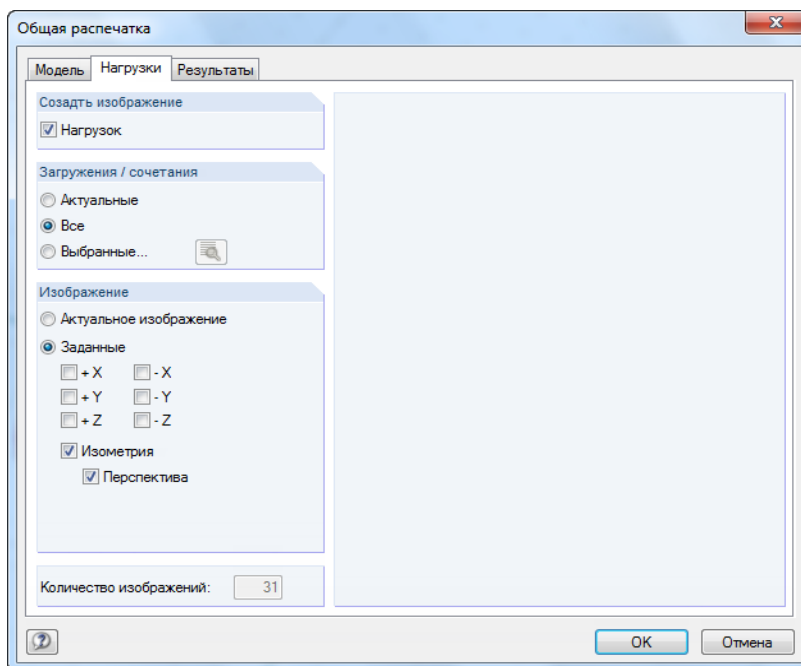 Общая распечатка
Модель Нагрузки Результаты
Созадть изображение
Нагрузок
Загружения / сочетания
Актуальные
Все
Выбранные...
Изображение
Актуальное изображение
Заданные
+ X - X
+ Y - Y
+ Z - Z
Изометрия
Перспектива
Количество изображений: 31
OK Отмена